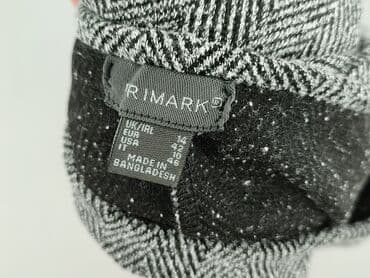 PRIMARK
UK/IRL 14
EUR 42
USA 10
IT 46
MADE IN
BANGLADESH